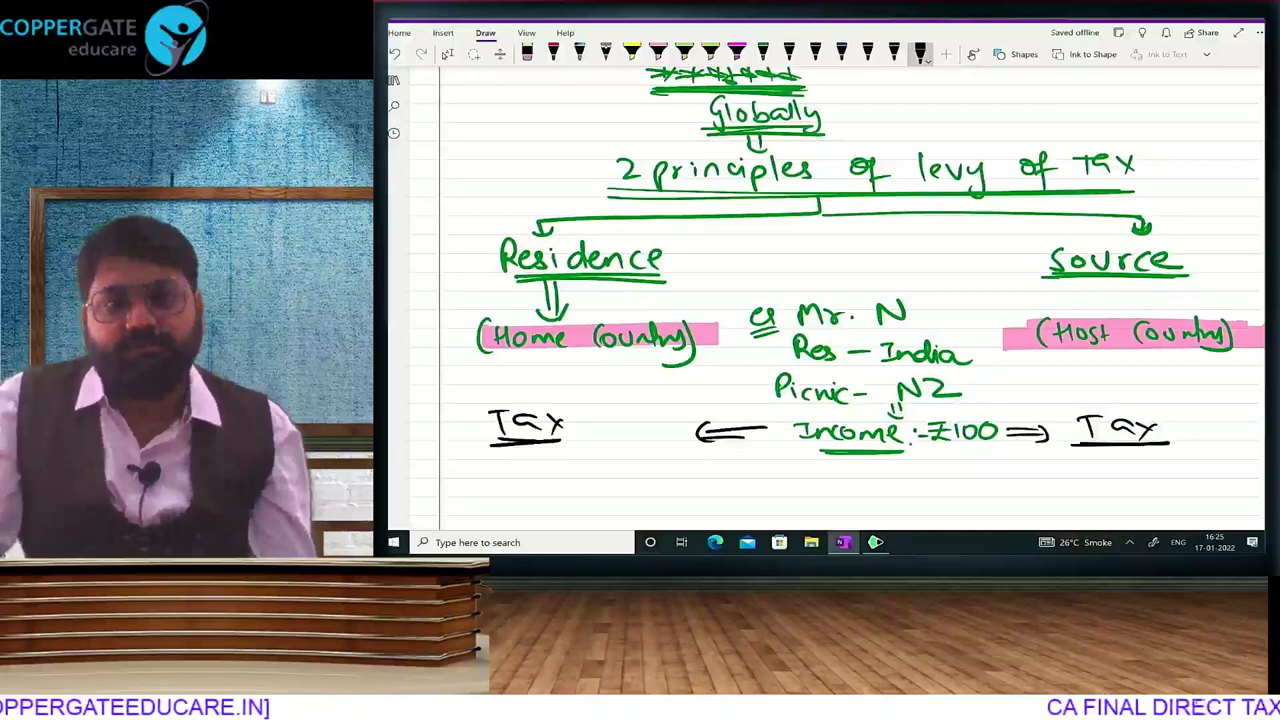 COPPERGATE
educare
Home Insert Draw View Help
Saved offline
Share
Shapes
Ink to Shape
Ink to Text
Globally
2 principles of levy of Tax
Residence
Source
(Home Country)
eg Mr. N
(Host Country)
Res - India
Picnic - NZ
Tax
Income :- ₹100
Tax
Type here to search
26°C Smoke
ENG
16:25
17-01-2022
OPPERGATEEDUCARE.IN]
CA FINAL DIRECT TAX